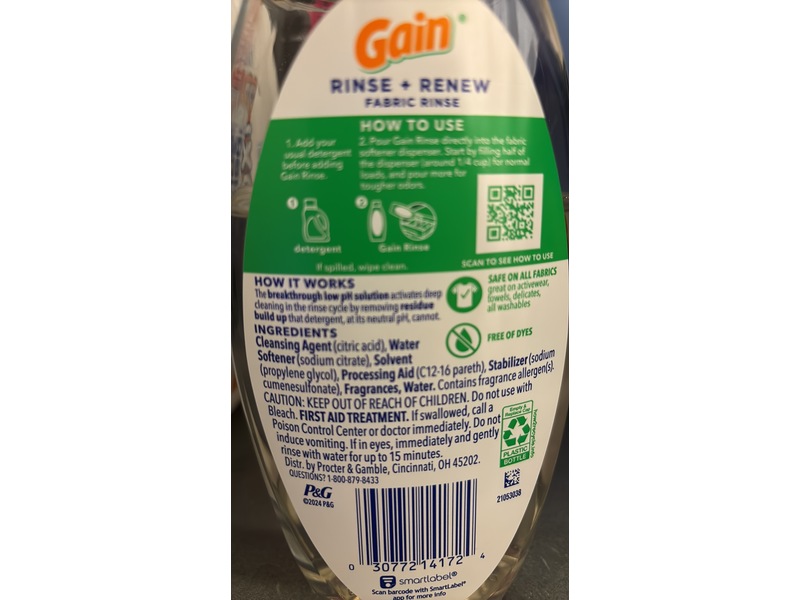 Gain
RINSE + RENEW
FABRIC RINSE
HOW TO USE
1. Add your
usual detergent
before adding
Gain Rinse.
2. Pour Gain Rinse directly into the fabric
softener dispenser. Start by filling half of
the dispenser (around 1/4 cup) for normal
loads, and pour more for
tougher odors.
1
detergent
2
Gain Rinse
SCAN TO SEE HOW TO USE
If spilled, wipe clean.
HOW IT WORKS
The breakthrough low pH solution activates deep
cleaning in the rinse cycle by removing residue
build up that detergent, at its neutral pH, cannot.
SAFE ON ALL FABRICS
great on activewear,
towels, delicates,
all washables
FREE OF DYES
INGREDIENTS
Cleansing Agent (citric acid), Water
Softener (sodium citrate), Solvent
(propylene glycol), Processing Aid (C12-16 pareth), Stabilizer (sodium
cumenesulfonate), Fragrances, Water. Contains fragrance allergen(s).
CAUTION: KEEP OUT OF REACH OF CHILDREN. Do not use with
Bleach. FIRST AID TREATMENT. If swallowed, call a
Poison Control Center or doctor immediately. Do not
induce vomiting. If in eyes, immediately and gently
rinse with water for up to 15 minutes.
Distr. by Procter & Gamble, Cincinnati, OH 45202.
QUESTIONS? 1-800-879-8433
Empty &
Replace Cap
PLASTIC
BOTTLE
how2recycle.info
21053038
P&G
©2024 P&G
0 30772 14172 4
smartlabel®
Scan barcode with SmartLabel®
app for more info